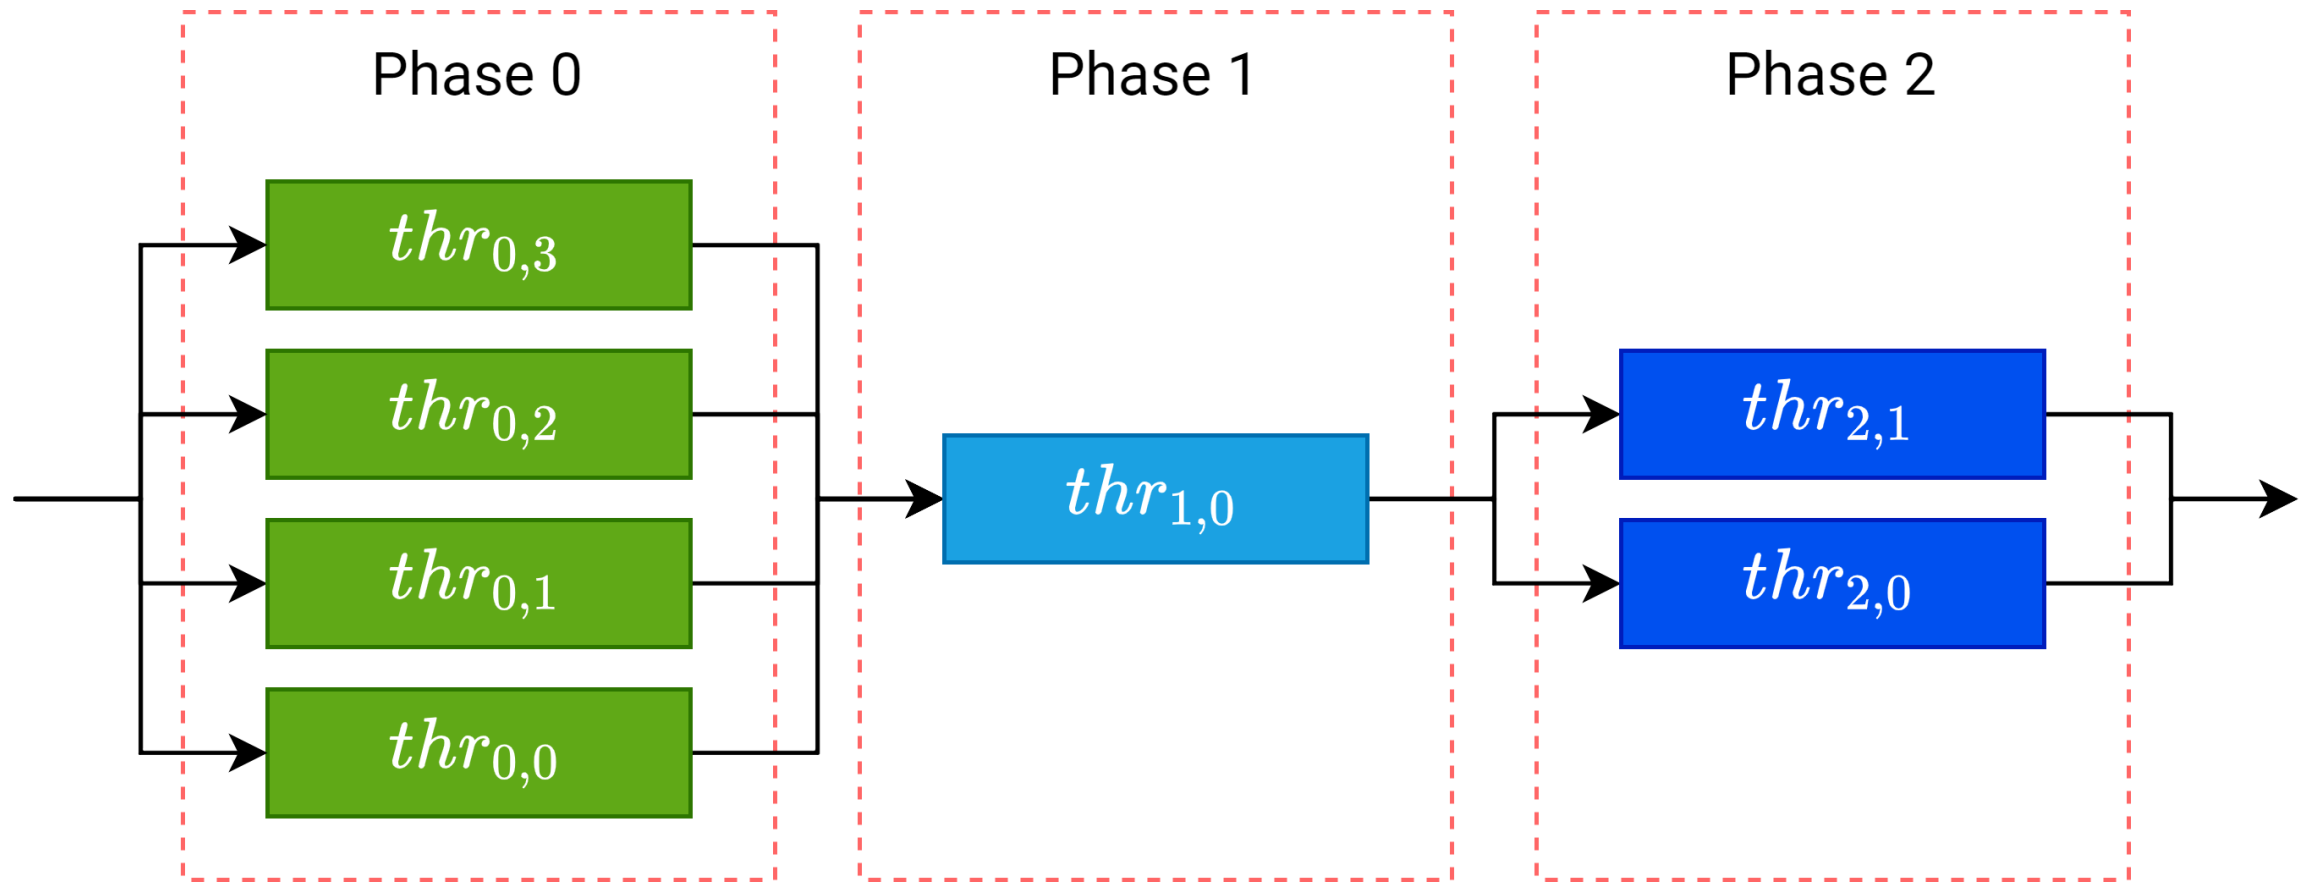 Phase 0
Phase 1
Phase 2
thr0,3
thr0,2
thr0,1
thr0,0
thr1,0
thr2,1
thr2,0